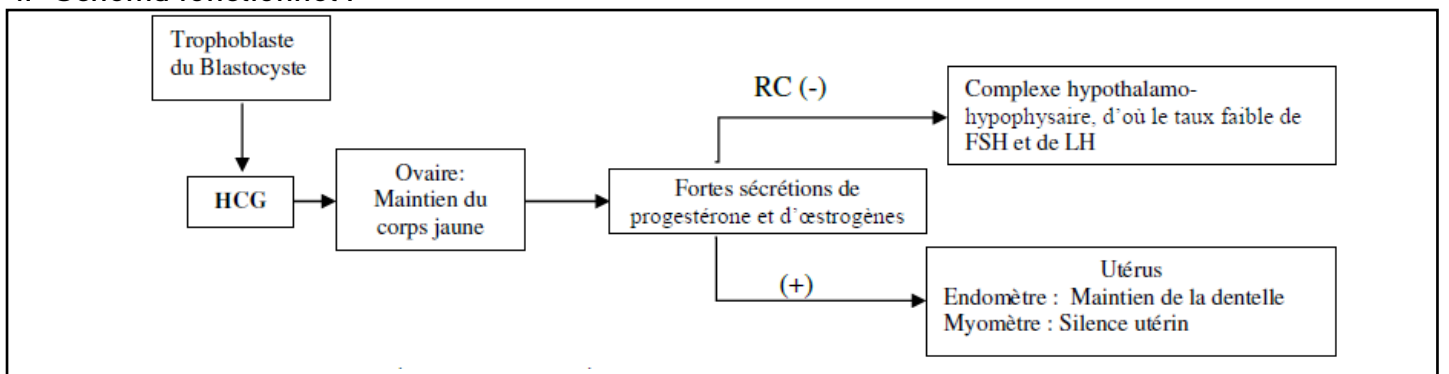 Trophoblaste
du Blastocyste
RC (-)
Complexe hypothalamo-
hypophysaire, d'où le taux faible de
FSH et de LH
HCG
Ovaire:
Maintien du
corps jaune
Fortes sécrétions de
progestérone et d'œstrogènes
(+)
Utérus
Endomètre : Maintien de la dentelle
Myomètre : Silence utérin